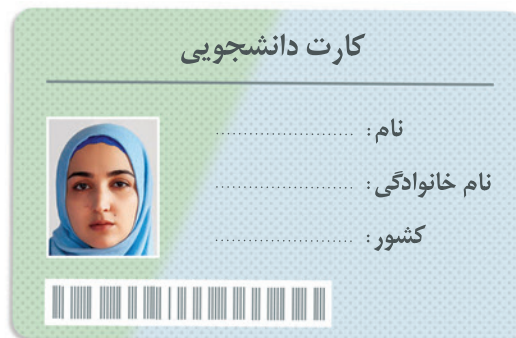 کارت دانشجویی
نام: ........................
نام خانوادگی: ........................
کشور: ........................